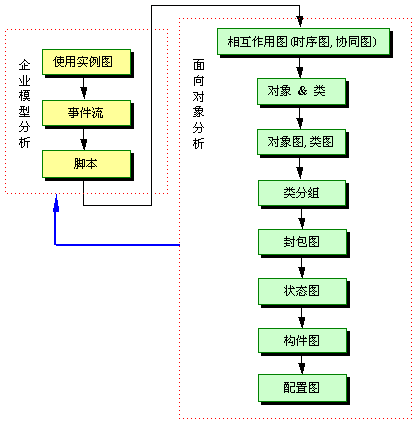 企业模型分析
使用实例图
事件流
脚本
面向对象分析
相互作用图(时序图,协同图)
对象 & 类
对象图,类图
类分组
封包图
状态图
构件图
配置图